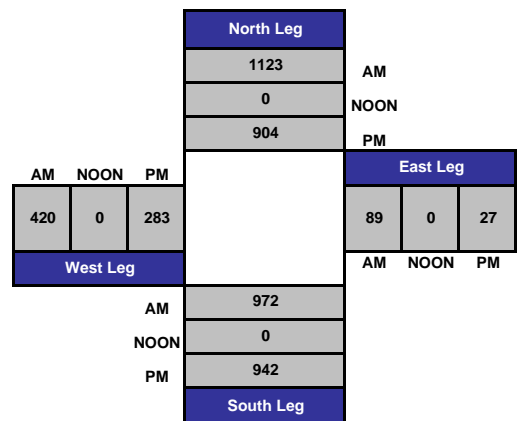 North Leg
1123
AM
0
NOON
904
PM
East Leg
AM NOON PM
420 0 283
89 0 27
West Leg
AM NOON PM
972
AM
0
NOON
942
PM
South Leg